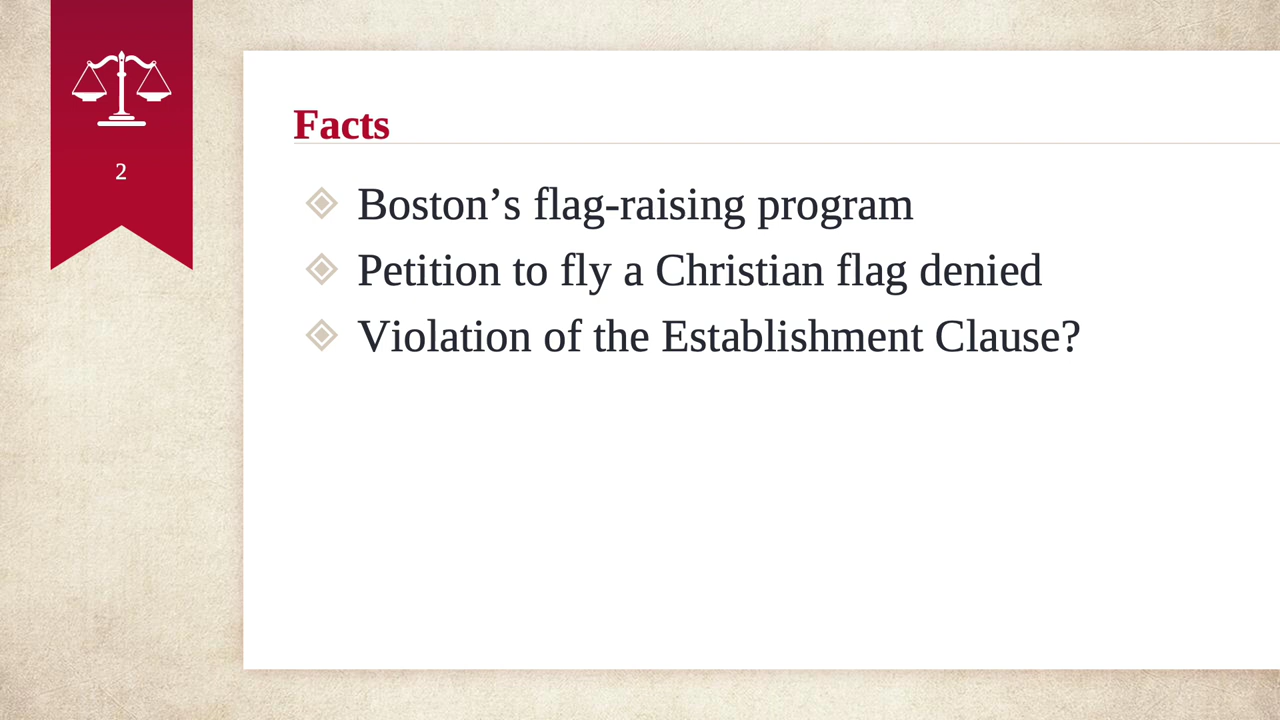 2
Facts
Boston’s flag-raising program
Petition to fly a Christian flag denied
Violation of the Establishment Clause?